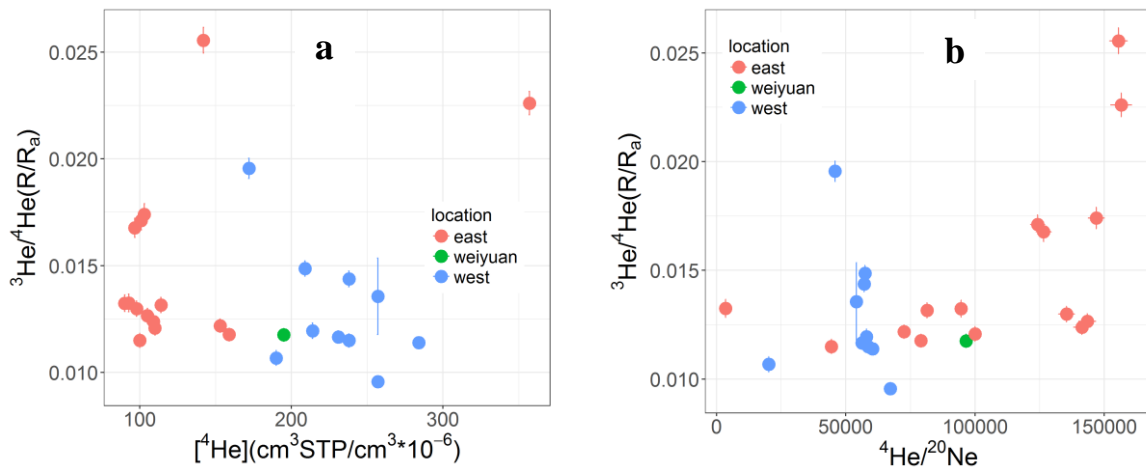 a
0.025
0.020
0.015
0.010
³He/⁴He(R/Rₐ)
location
east
weiyuan
west
100
200
300
[⁴He](cm³STP/cm³*10⁻⁶)
b
location
east
weiyuan
west
0.025
0.020
0.015
0.010
³He/⁴He(R/Rₐ)
0
50000
100000
150000
⁴He/²⁰Ne